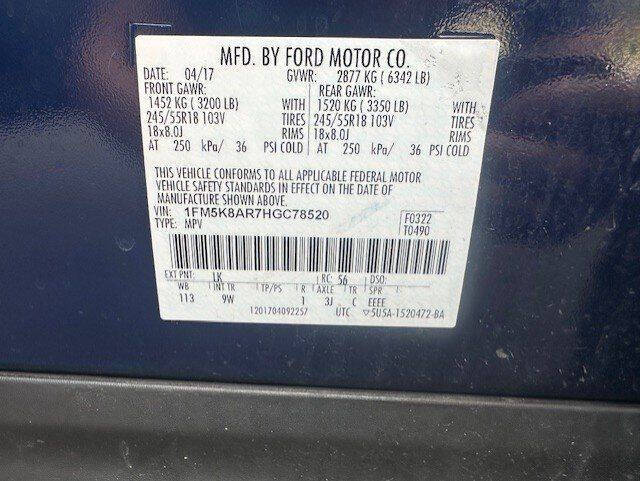 MFD. BY FORD MOTOR CO.
DATE: 04/17 GVWR: 2877 KG ( 6342 LB)
FRONT GAWR: REAR GAWR:
1452 KG ( 3200 LB) WITH 1520 KG ( 3350 LB) WITH
245/55R18 103V TIRES 245/55R18 103V TIRES
18x8.0J RIMS 18x8.0J RIMS
AT 250 kPa/ 36 PSI COLD AT 250 kPa/ 36 PSI COLD
THIS VEHICLE CONFORMS TO ALL APPLICABLE FEDERAL MOTOR
VEHICLE SAFETY STANDARDS IN EFFECT ON THE DATE OF
MANUFACTURE SHOWN ABOVE.
VIN: 1FM5K8AR7HGC78520 F0322
TYPE: MPV T0490
EXT PNT: LK RC: 56 DSO:
WB INT TR TP/PS R AXLE TR SPR
113 9W 1 3J C EEEE
1201704092257 UTC ▽5U5A-1520472-BA